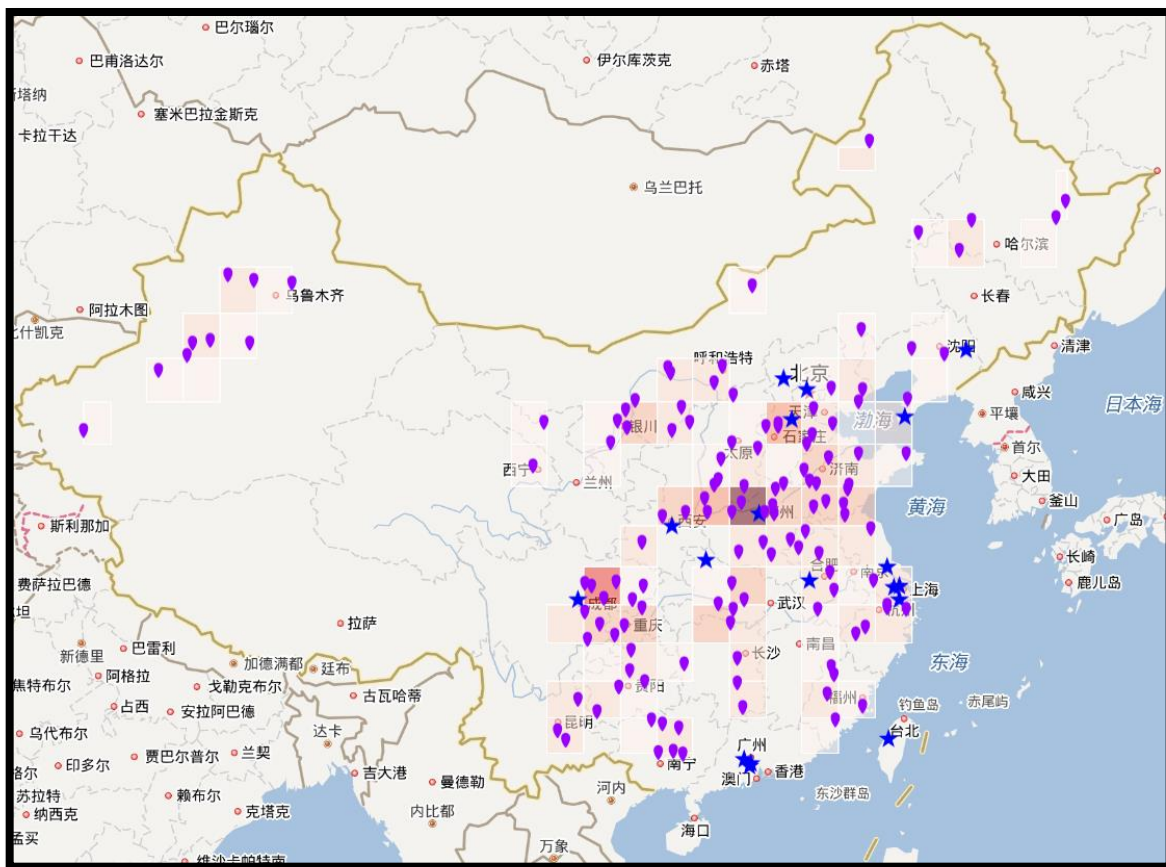 巴尔瑙尔
巴甫洛达尔
伊尔库茨克
赤塔
塞米巴拉金斯克
卡拉干达
乌兰巴托
哈尔滨
乌鲁木齐
长春
阿拉木图
比什凯克
沈阳
清津
呼和浩特
北京
咸兴
日本海
平壤
渤海
银川
石家庄
首尔
太原
西宁
济南
大田
兰州
釜山
黄海
西安
广岛
斯利那加
长崎
合肥
南京
费萨拉巴德
鹿儿岛
上海
成都
武汉
杭州
拉萨
重庆
新德里
巴雷利
南昌
长沙
东海
加德满都
廷布
阿格拉
焦特布尔
戈勒克布尔
贵阳
古瓦哈蒂
福州
钓鱼岛
赤尾屿
占西
安拉阿巴德
昆明
台北
乌代布尔
达卡
广州
贾巴尔普尔
兰契
南宁
香港
印多尔
吉大港
曼德勒
澳门
河内
苏拉特
赖布尔
东沙群岛
纳西克
克塔克
内比都
海口
孟买
万象
维沙卡帕特南